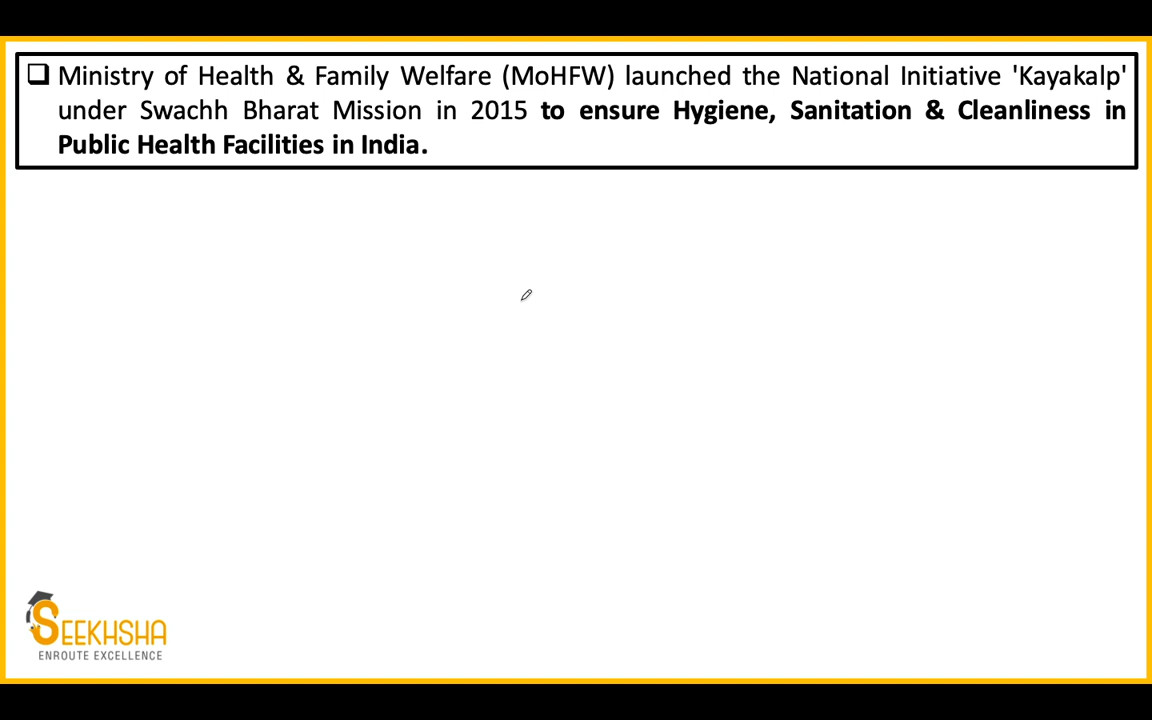 Ministry of Health & Family Welfare (MoHFW) launched the National Initiative 'Kayakalp'
under Swachh Bharat Mission in 2015 to ensure Hygiene, Sanitation & Cleanliness in
Public Health Facilities in India.
SEEKHSHA
ENROUTE EXCELLENCE